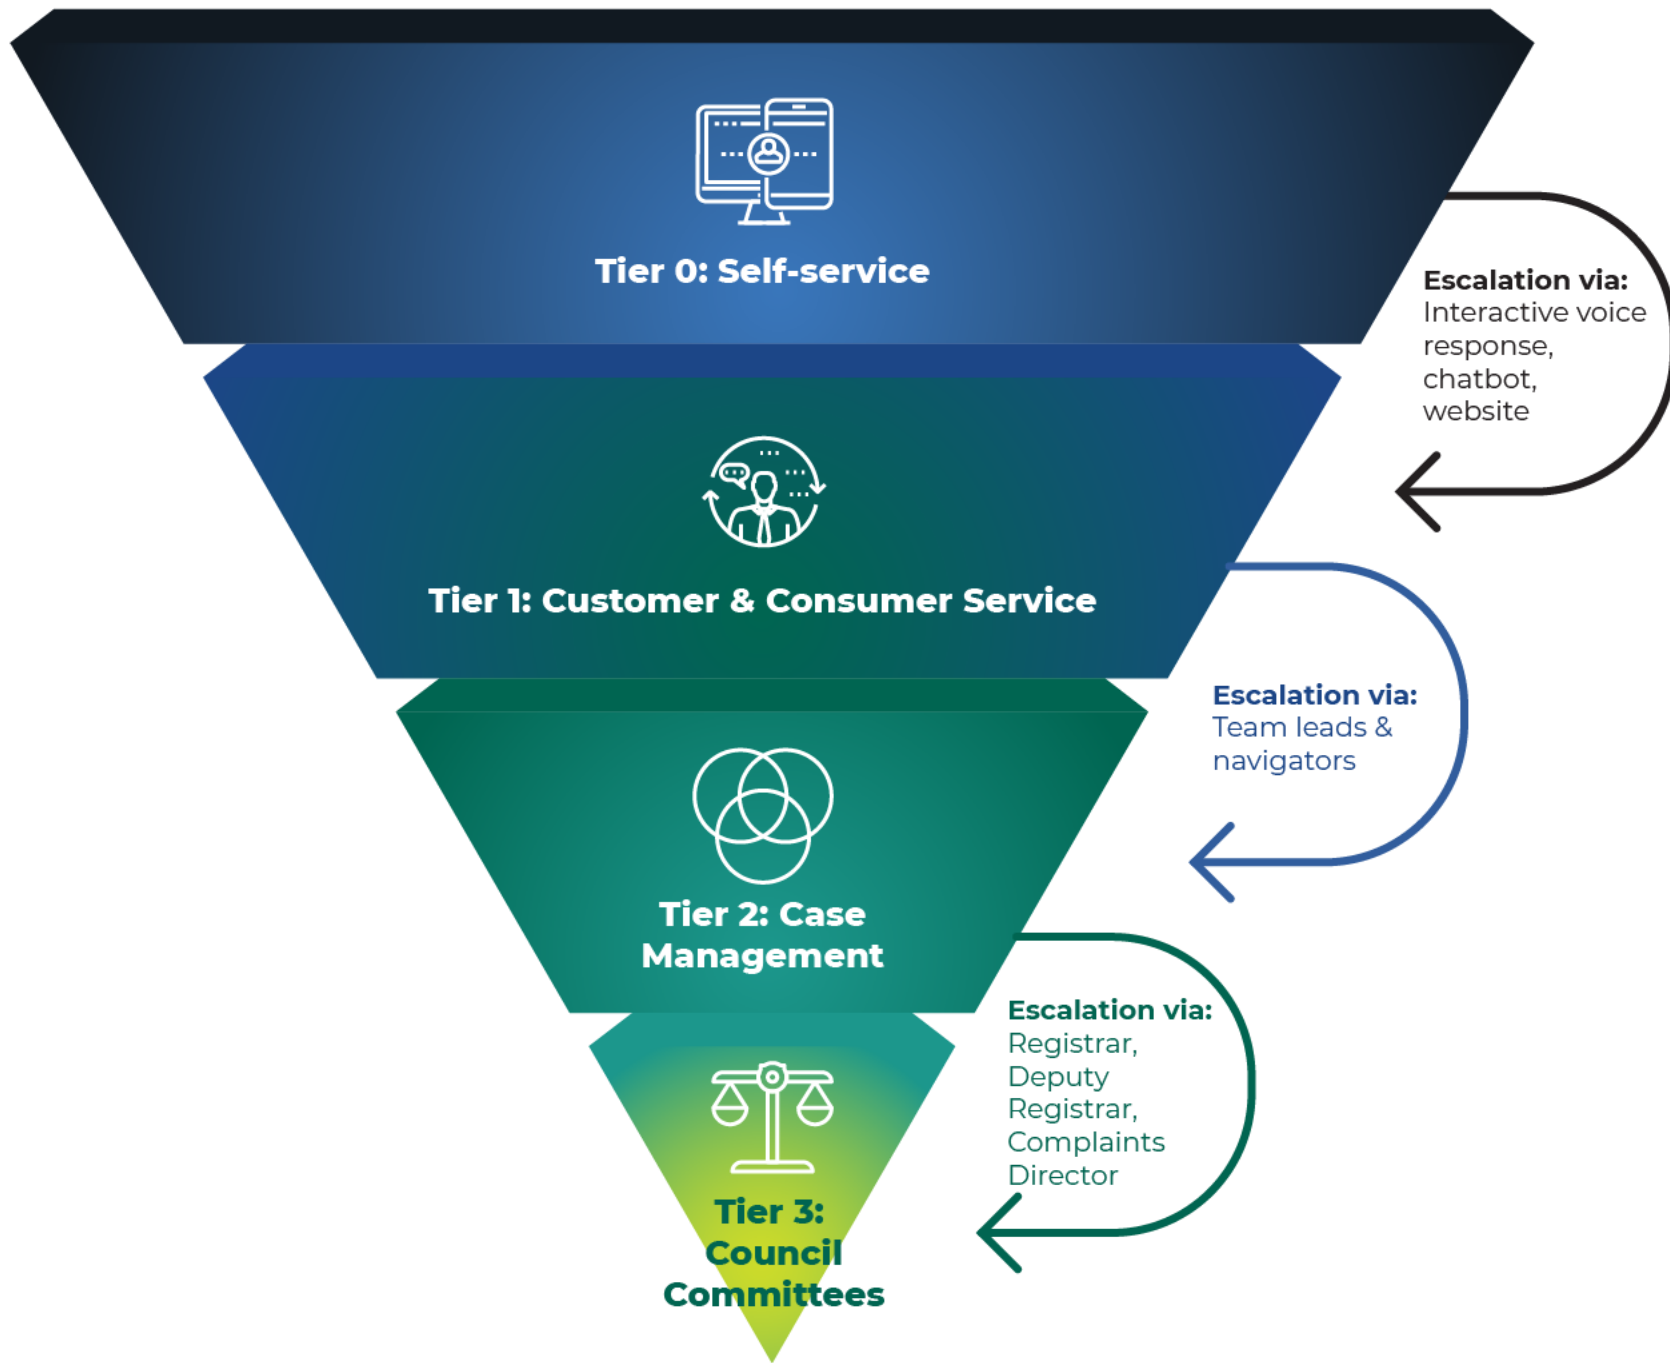 Tier 0: Self-service
Escalation via:
Interactive voice
response,
chatbot,
website
Tier 1: Customer & Consumer Service
Escalation via:
Team leads &
navigators
Tier 2: Case
Management
Escalation via:
Registrar,
Deputy
Registrar,
Complaints
Director
Tier 3:
Council
Committees